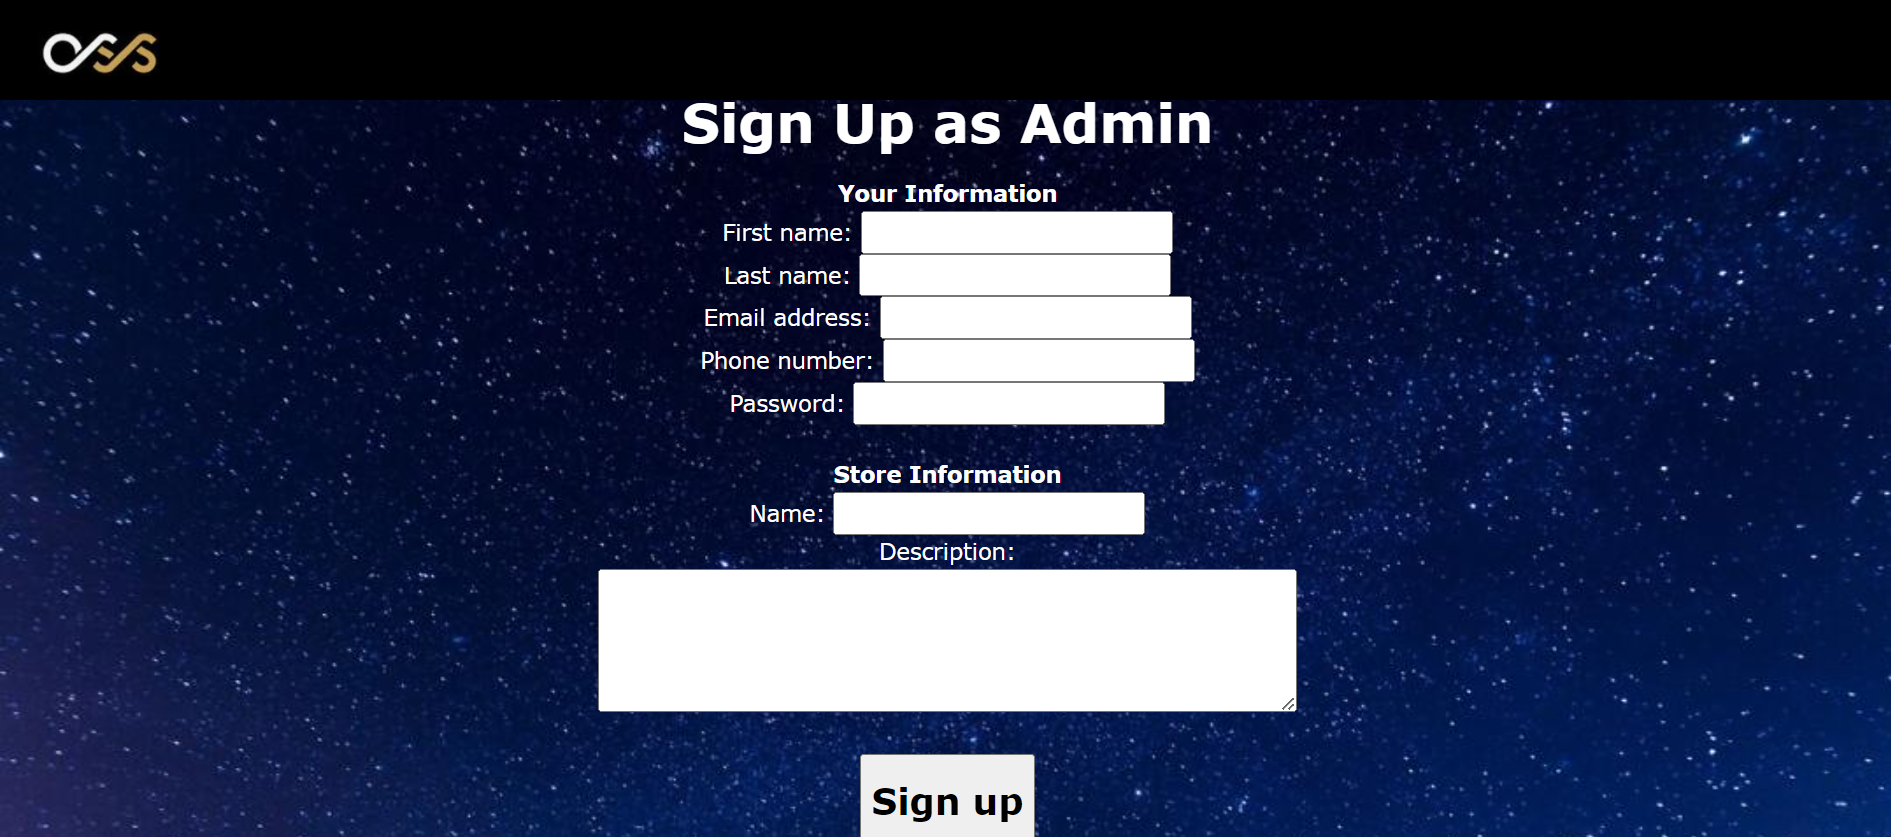 Sign Up as Admin
Your Information
First name:
Last name:
Email address:
Phone number:
Password:
Store Information
Name:
Description:
Sign up